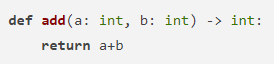 def add(a: int, b: int) -> int:
    return a+b